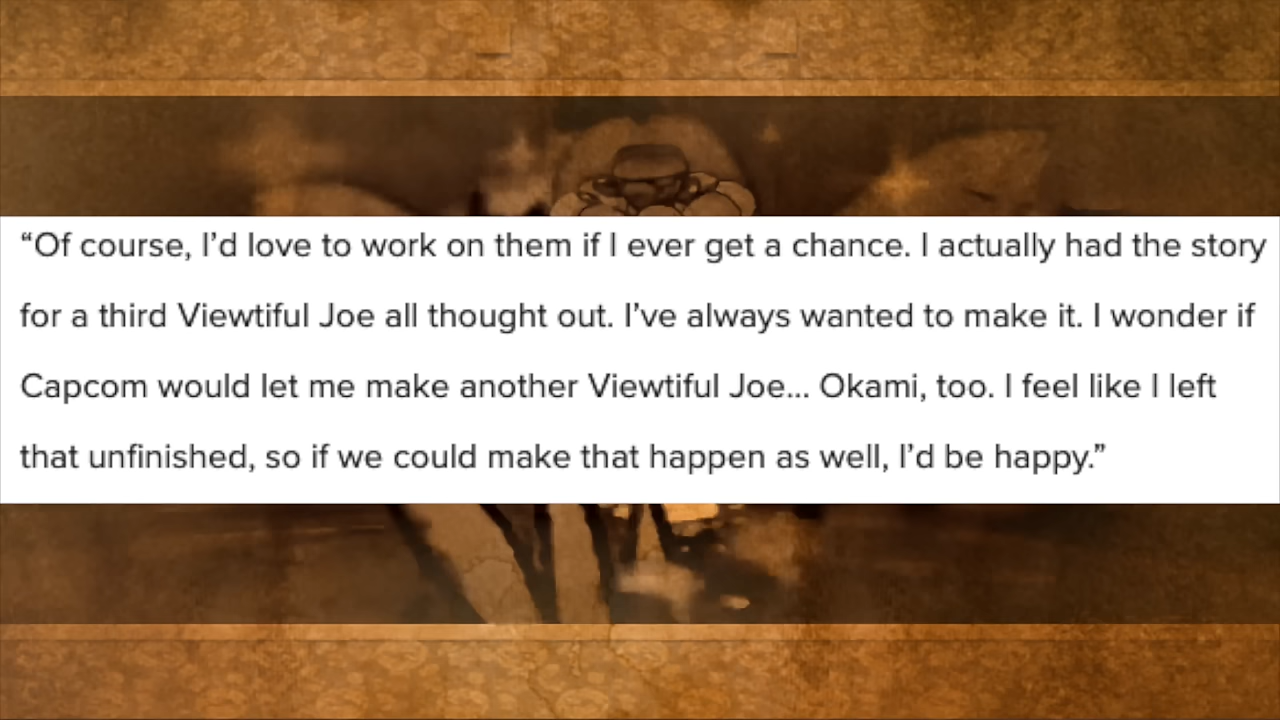 “Of course, I’d love to work on them if I ever get a chance. I actually had the story
for a third Viewtiful Joe all thought out. I’ve always wanted to make it. I wonder if
Capcom would let me make another Viewtiful Joe... Okami, too. I feel like I left
that unfinished, so if we could make that happen as well, I’d be happy.”